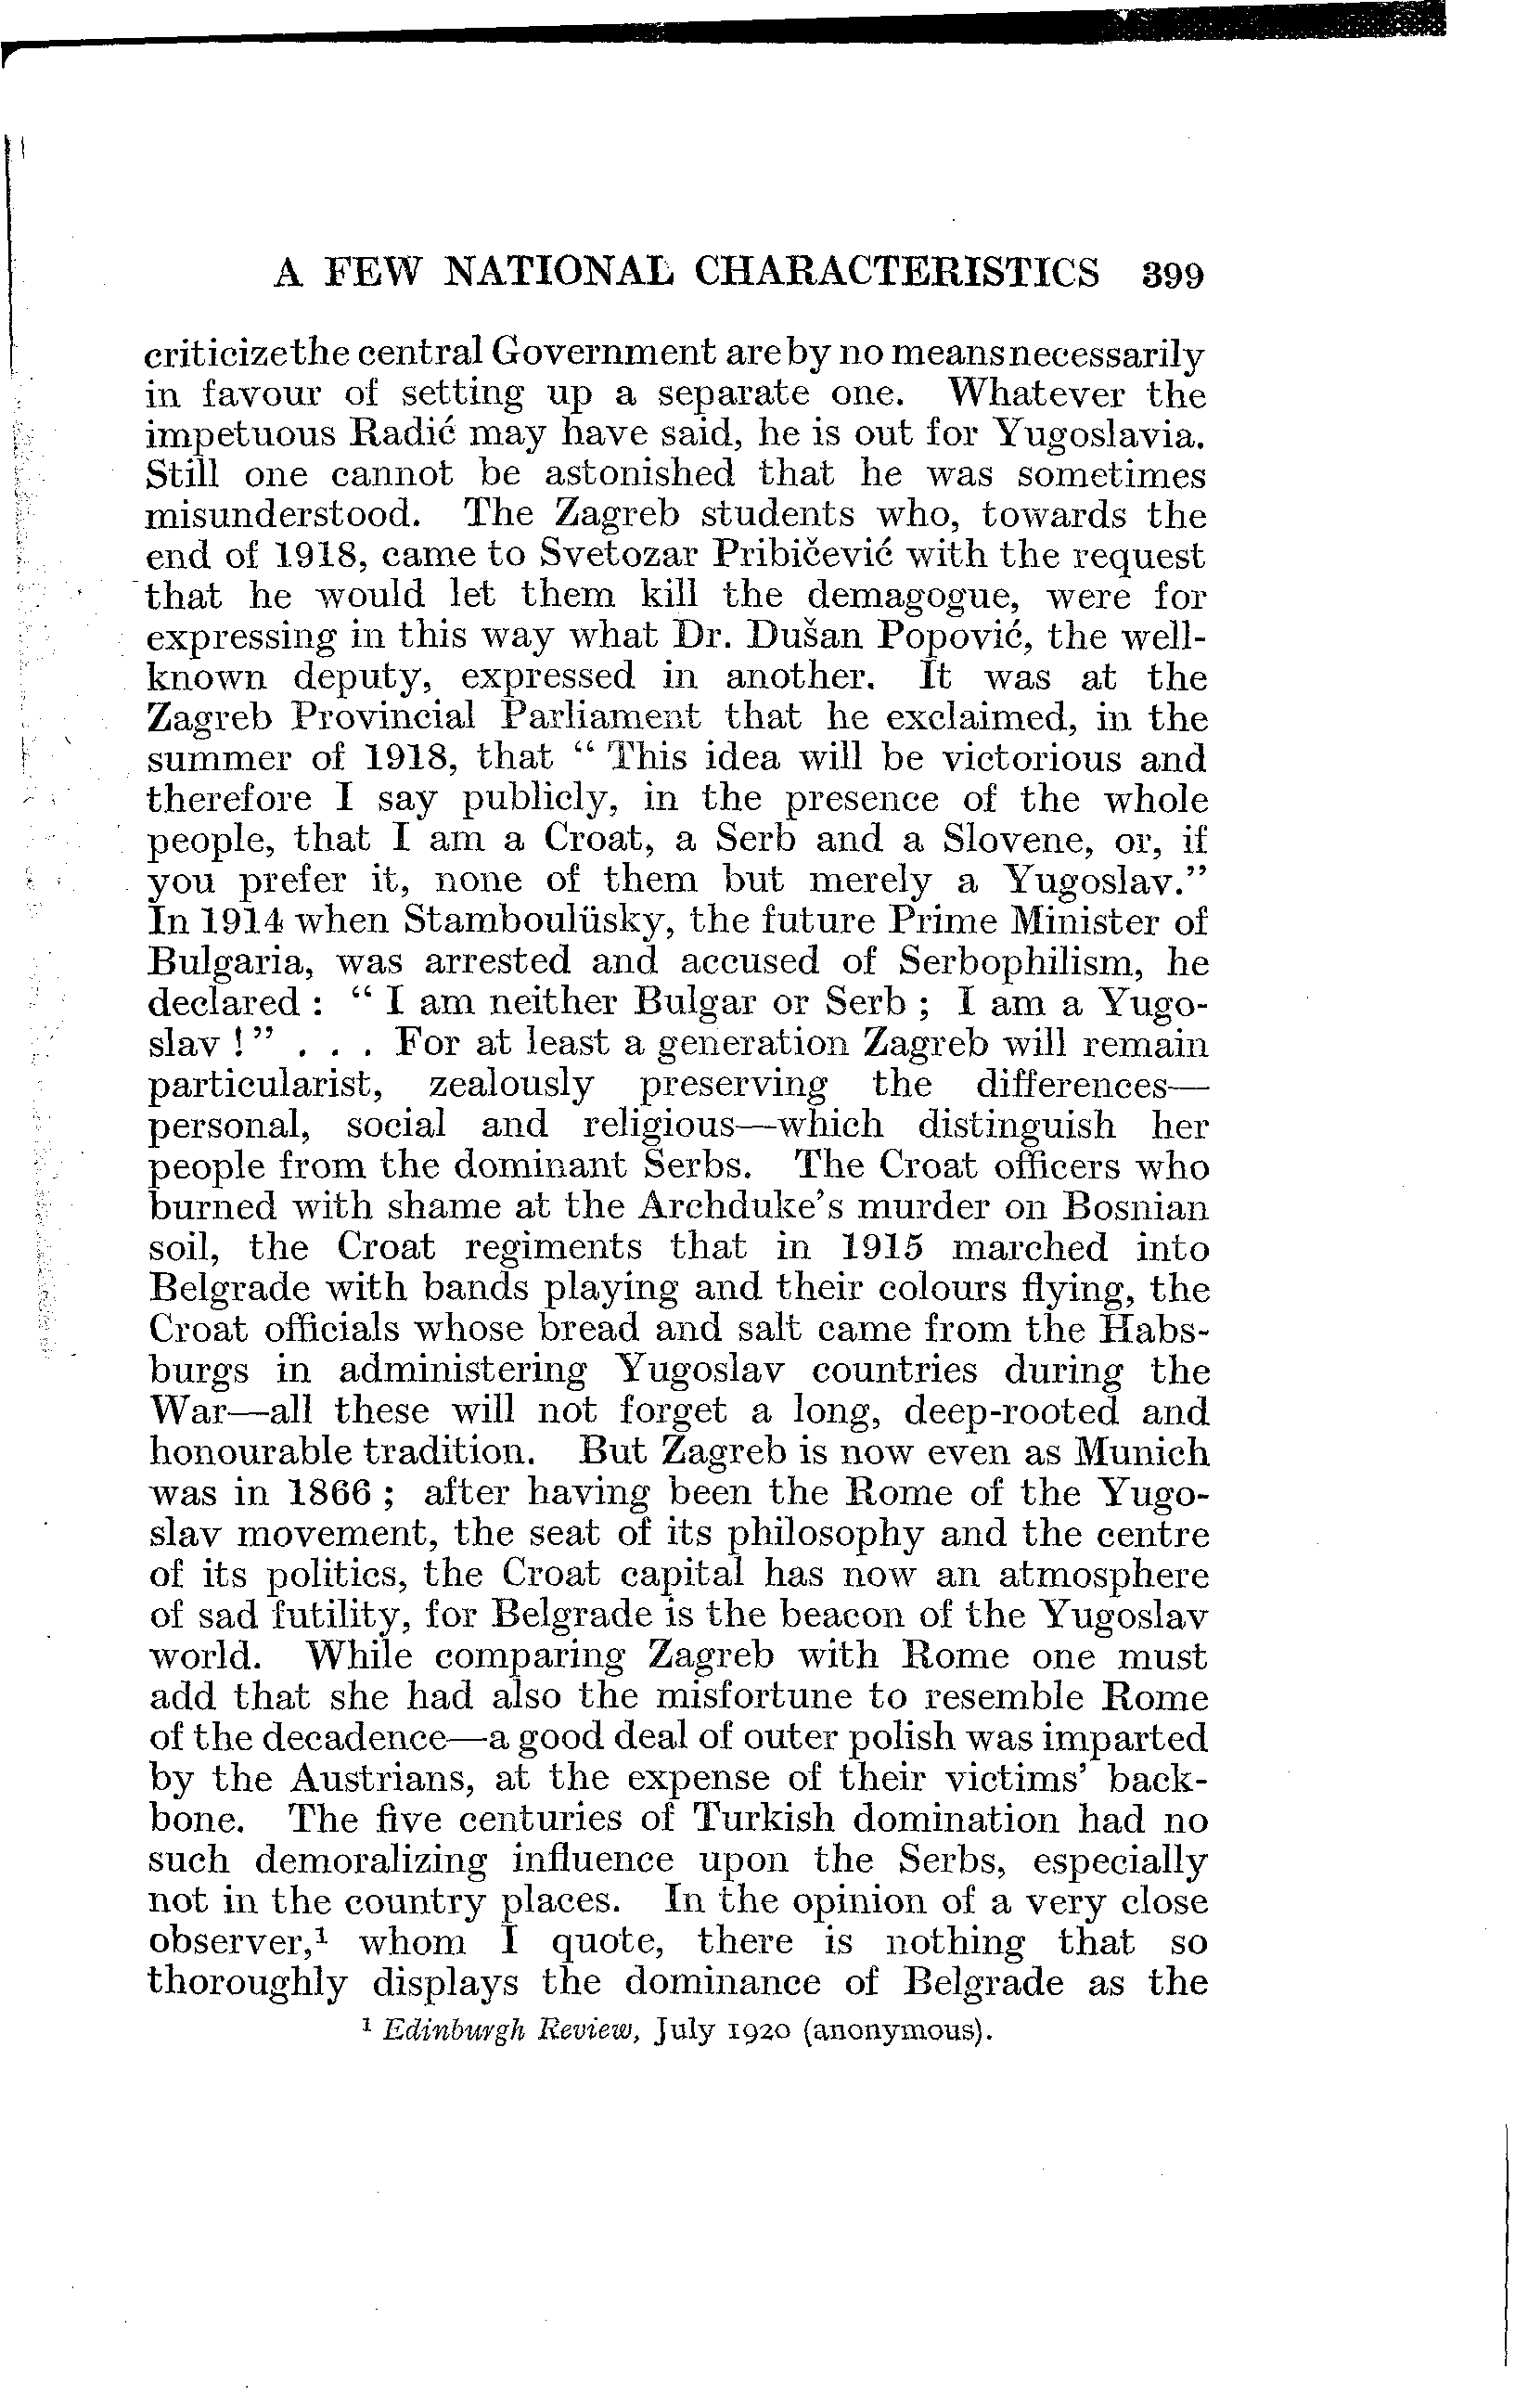 A FEW NATIONAL CHARACTERISTICS 399
criticize the central Government are by no means necessarily
in favour of setting up a separate one. Whatever the
impetuous Radić may have said, he is out for Yugoslavia.
Still one cannot be astonished that he was sometimes
misunderstood. The Zagreb students who, towards the
end of 1918, came to Svetozar Pribičević with the request
that he would let them kill the demagogue, were for
expressing in this way what Dr. Dušan Popović, the well-
known deputy, expressed in another. It was at the
Zagreb Provincial Parliament that he exclaimed, in the
summer of 1918, that “ This idea will be victorious and
therefore I say publicly, in the presence of the whole
people, that I am a Croat, a Serb and a Slovene, or, if
you prefer it, none of them but merely a Yugoslav.”
In 1914 when Stamboulüsky, the future Prime Minister of
Bulgaria, was arrested and accused of Serbophilism, he
declared : “ I am neither Bulgar or Serb ; I am a Yugo-
slav ! ” . . . For at least a generation Zagreb will remain
particularist, zealously preserving the differences—
personal, social and religious—which distinguish her
people from the dominant Serbs. The Croat officers who
burned with shame at the Archduke’s murder on Bosnian
soil, the Croat regiments that in 1915 marched into
Belgrade with bands playing and their colours flying, the
Croat officials whose bread and salt came from the Habs-
burgs in administering Yugoslav countries during the
War—all these will not forget a long, deep-rooted and
honourable tradition. But Zagreb is now even as Munich
was in 1866 ; after having been the Rome of the Yugo-
slav movement, the seat of its philosophy and the centre
of its politics, the Croat capital has now an atmosphere
of sad futility, for Belgrade is the beacon of the Yugoslav
world. While comparing Zagreb with Rome one must
add that she had also the misfortune to resemble Rome
of the decadence—a good deal of outer polish was imparted
by the Austrians, at the expense of their victims’ back-
bone. The five centuries of Turkish domination had no
such demoralizing influence upon the Serbs, especially
not in the country places. In the opinion of a very close
observer,¹ whom I quote, there is nothing that so
thoroughly displays the dominance of Belgrade as the
¹ Edinburgh Review, July 1920 (anonymous).